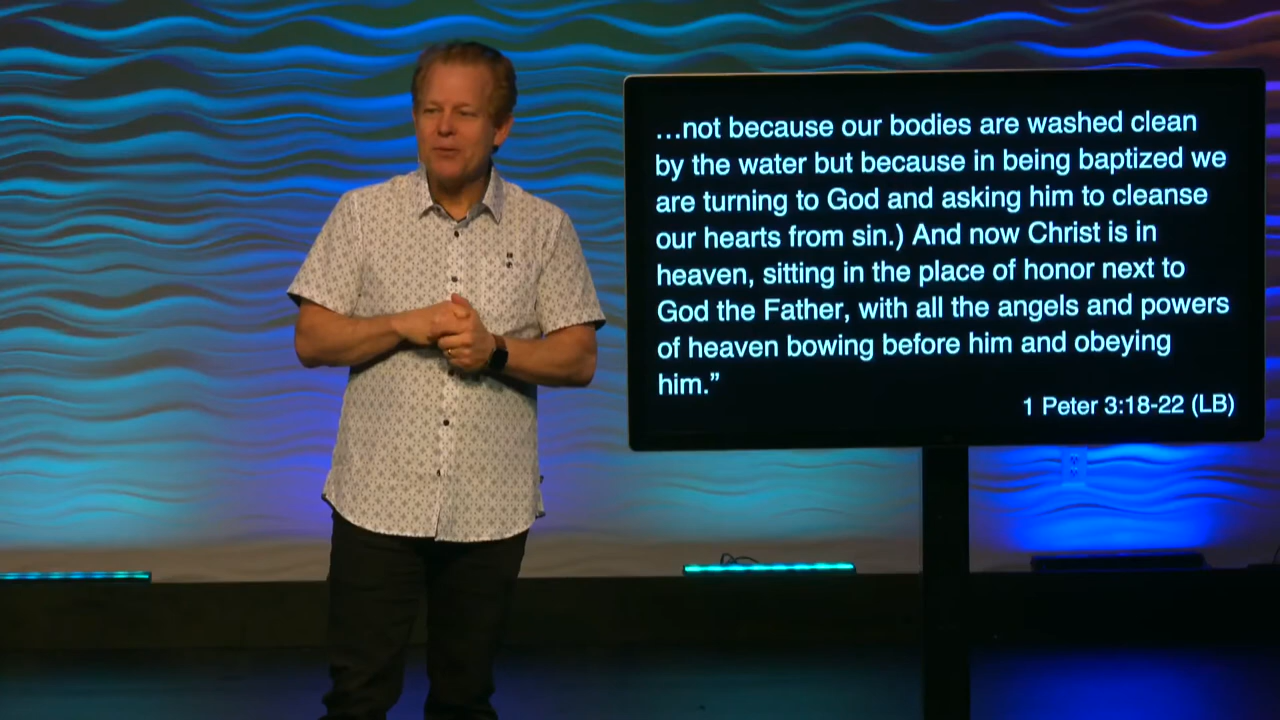 …not because our bodies are washed clean
by the water but because in being baptized we
are turning to God and asking him to cleanse
our hearts from sin.) And now Christ is in
heaven, sitting in the place of honor next to
God the Father, with all the angels and powers
of heaven bowing before him and obeying
him.”
1 Peter 3:18-22 (LB)